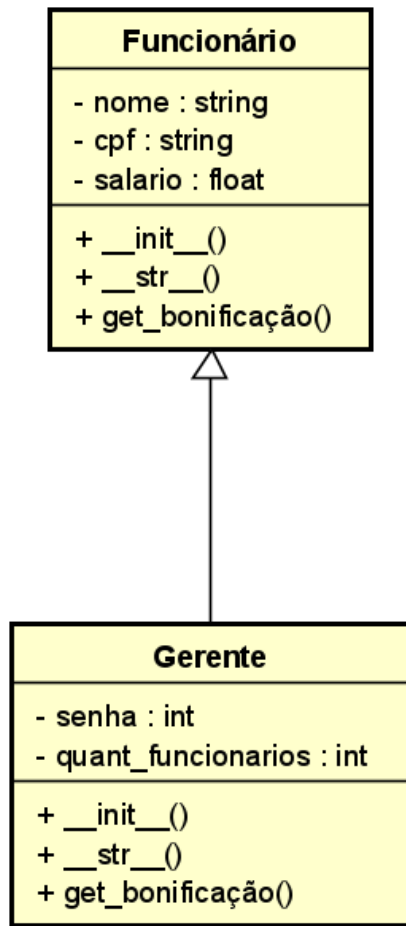 Funcionário
- nome : string
- cpf : string
- salario : float
+ __init__()
+ __str__()
+ get_bonificação()
Gerente
- senha : int
- quant_funcionarios : int
+ __init__()
+ __str__()
+ get_bonificação()